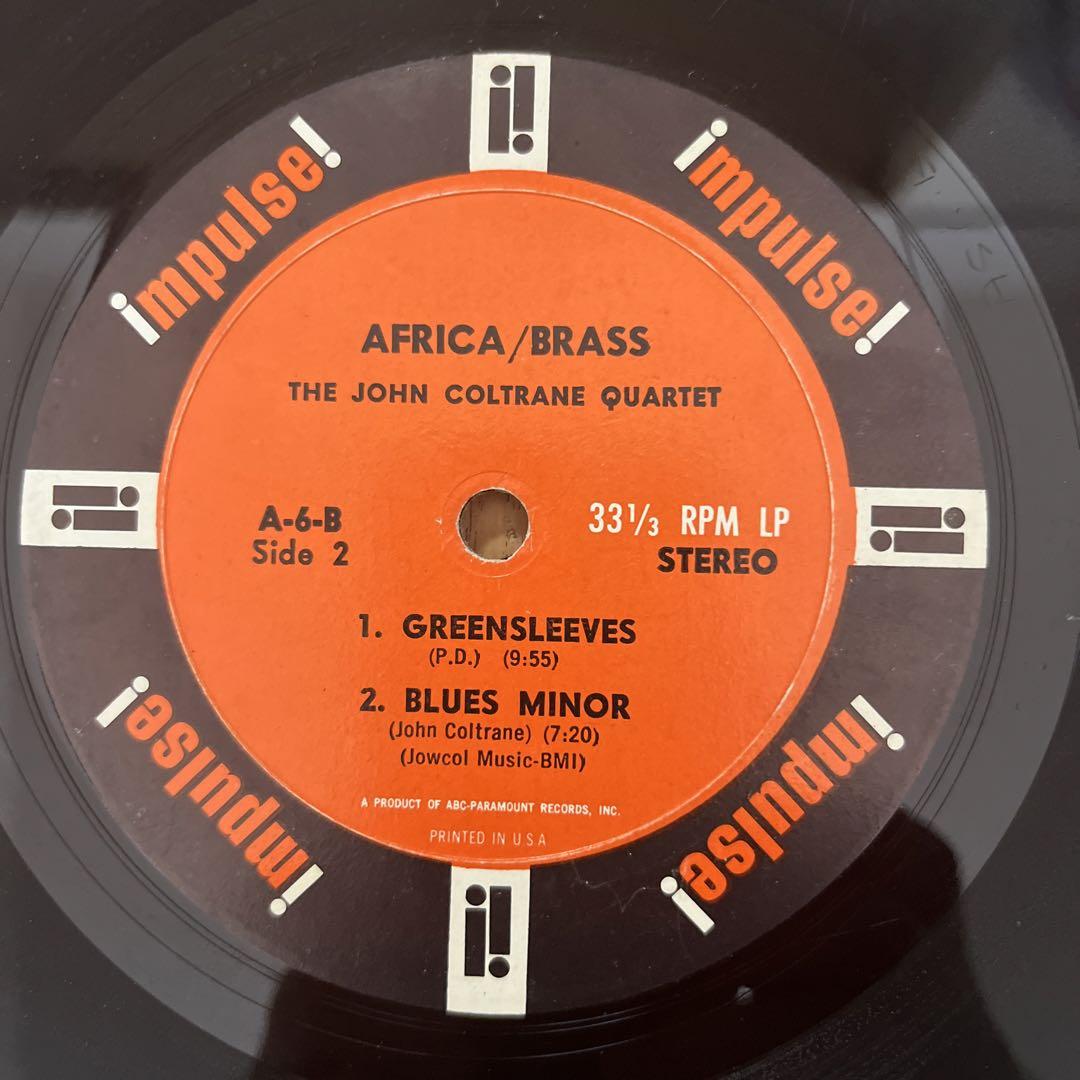 impulse!
impulse!
AFRICA/BRASS
THE JOHN COLTRANE QUARTET
A-6-B
Side 2
33 1/3 RPM LP
STEREO
1. GREENSLEEVES
(P.D.) (9:55)
2. BLUES MINOR
(John Coltrane) (7:20)
(Jowcol Music-BMI)
A PRODUCT OF ABC-PARAMOUNT RECORDS, INC.
PRINTED IN U S A
impulse!
impulse!